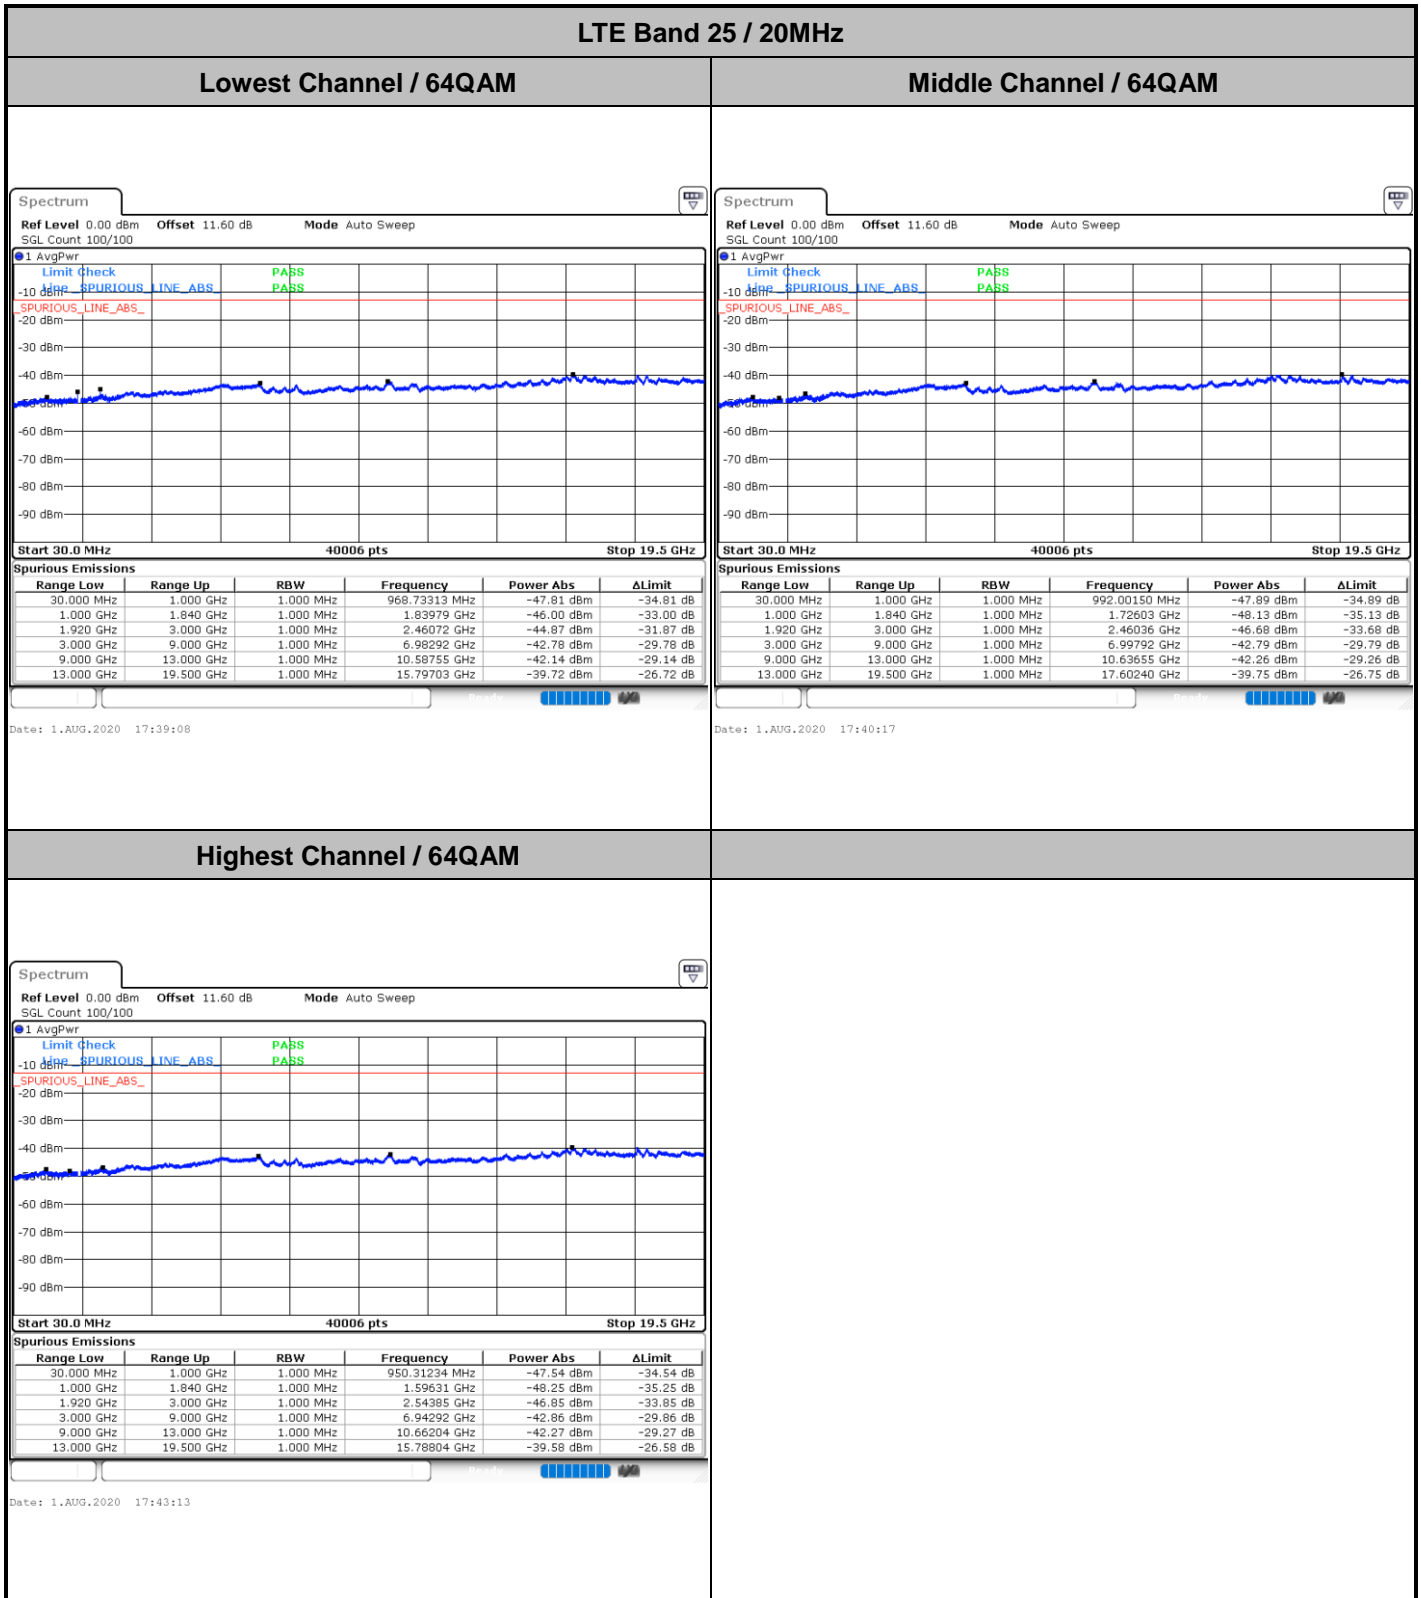 LTE Band 25 / 20MHz
Lowest Channel / 64QAM
Middle Channel / 64QAM
Spectrum
Ref Level 0.00 dBm Offset 11.60 dB Mode Auto Sweep
SGL Count 100/100
1 AvgPwr
Limit Check PASS
Line _SPURIOUS_LINE_ABS_ PASS
-10 dBm
_SPURIOUS_LINE_ABS_
-20 dBm
-30 dBm
-40 dBm
-50 dBm
-60 dBm
-70 dBm
-80 dBm
-90 dBm
Start 30.0 MHz 40006 pts Stop 19.5 GHz
Spurious Emissions
Range Low Range Up RBW Frequency Power Abs ΔLimit
30.000 MHz 1.000 GHz 1.000 MHz 968.73313 MHz -47.81 dBm -34.81 dB
1.000 GHz 1.840 GHz 1.000 MHz 1.83979 GHz -46.00 dBm -33.00 dB
1.920 GHz 3.000 GHz 1.000 MHz 2.46072 GHz -44.87 dBm -31.87 dB
3.000 GHz 9.000 GHz 1.000 MHz 6.98292 GHz -42.78 dBm -29.78 dB
9.000 GHz 13.000 GHz 1.000 MHz 10.58755 GHz -42.14 dBm -29.14 dB
13.000 GHz 19.500 GHz 1.000 MHz 15.79703 GHz -39.72 dBm -26.72 dB
Ready
Date: 1.AUG.2020 17:39:08
Spectrum
Ref Level 0.00 dBm Offset 11.60 dB Mode Auto Sweep
SGL Count 100/100
1 AvgPwr
Limit Check PASS
Line _SPURIOUS_LINE_ABS_ PASS
-10 dBm
_SPURIOUS_LINE_ABS_
-20 dBm
-30 dBm
-40 dBm
-50 dBm
-60 dBm
-70 dBm
-80 dBm
-90 dBm
Start 30.0 MHz 40006 pts Stop 19.5 GHz
Spurious Emissions
Range Low Range Up RBW Frequency Power Abs ΔLimit
30.000 MHz 1.000 GHz 1.000 MHz 992.00150 MHz -47.89 dBm -34.89 dB
1.000 GHz 1.840 GHz 1.000 MHz 1.72603 GHz -48.13 dBm -35.13 dB
1.920 GHz 3.000 GHz 1.000 MHz 2.46036 GHz -46.68 dBm -33.68 dB
3.000 GHz 9.000 GHz 1.000 MHz 6.99792 GHz -42.79 dBm -29.79 dB
9.000 GHz 13.000 GHz 1.000 MHz 10.63655 GHz -42.26 dBm -29.26 dB
13.000 GHz 19.500 GHz 1.000 MHz 17.60240 GHz -39.75 dBm -26.75 dB
Ready
Date: 1.AUG.2020 17:40:17
Highest Channel / 64QAM
Spectrum
Ref Level 0.00 dBm Offset 11.60 dB Mode Auto Sweep
SGL Count 100/100
1 AvgPwr
Limit Check PASS
Line _SPURIOUS_LINE_ABS_ PASS
-10 dBm
_SPURIOUS_LINE_ABS_
-20 dBm
-30 dBm
-40 dBm
-50 dBm
-60 dBm
-70 dBm
-80 dBm
-90 dBm
Start 30.0 MHz 40006 pts Stop 19.5 GHz
Spurious Emissions
Range Low Range Up RBW Frequency Power Abs ΔLimit
30.000 MHz 1.000 GHz 1.000 MHz 950.31234 MHz -47.54 dBm -34.54 dB
1.000 GHz 1.840 GHz 1.000 MHz 1.59631 GHz -48.25 dBm -35.25 dB
1.920 GHz 3.000 GHz 1.000 MHz 2.54385 GHz -46.85 dBm -33.85 dB
3.000 GHz 9.000 GHz 1.000 MHz 6.94292 GHz -42.86 dBm -29.86 dB
9.000 GHz 13.000 GHz 1.000 MHz 10.66204 GHz -42.27 dBm -29.27 dB
13.000 GHz 19.500 GHz 1.000 MHz 15.78804 GHz -39.58 dBm -26.58 dB
Ready
Date: 1.AUG.2020 17:43:13